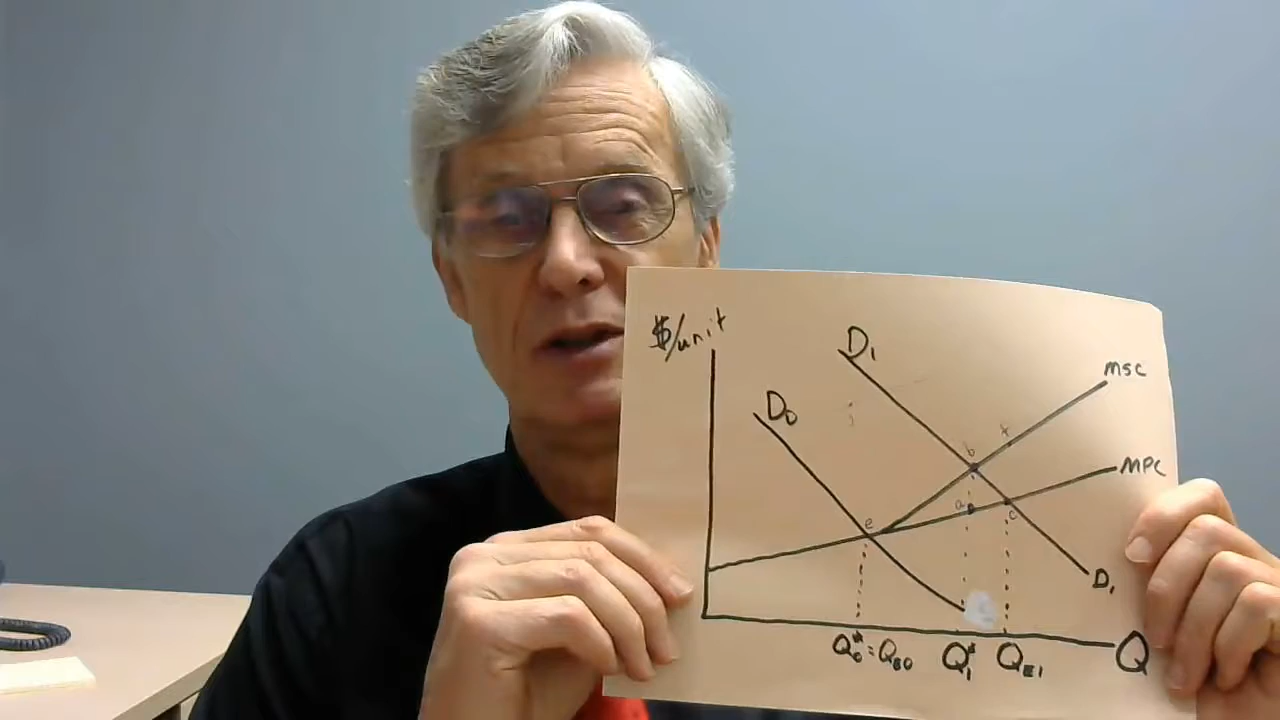 $/unit
D₁
MSC
D₀
b
MPC
a
c
e
D₁
Q₀* = QE0
Q₁*
QE1
Q